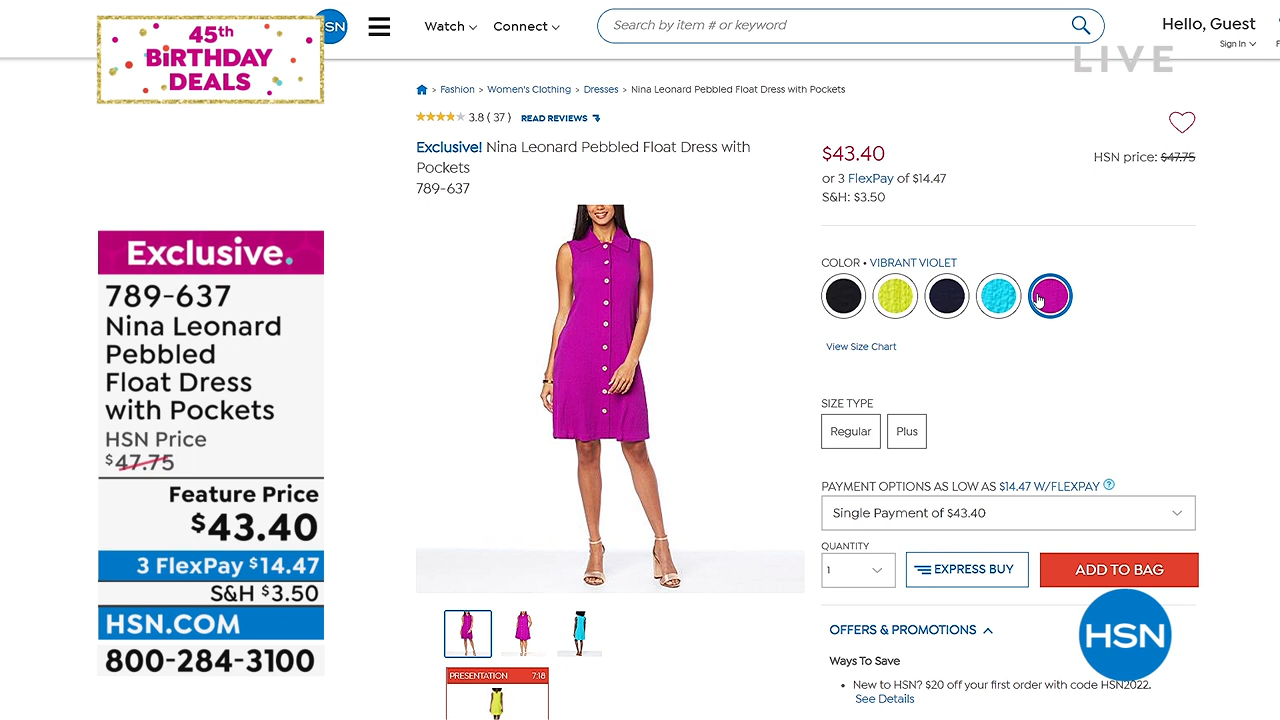 45th
BiRTHDAY
DEALS
SN
Watch
Connect
Search by item # or keyword
Hello, Guest
Sign In
LIVE
> Fashion > Women's Clothing > Dresses > Nina Leonard Pebbled Float Dress with Pockets
3.8 ( 37 ) READ REVIEWS
Exclusive! Nina Leonard Pebbled Float Dress with
Pockets
789-637
$43.40
HSN price: $47.75
or 3 FlexPay of $14.47
S&H: $3.50
COLOR • VIBRANT VIOLET
View Size Chart
SIZE TYPE
Regular
Plus
PAYMENT OPTIONS AS LOW AS $14.47 W/FLEXPAY ?
Single Payment of $43.40
QUANTITY
1
EXPRESS BUY
ADD TO BAG
OFFERS & PROMOTIONS
Ways To Save
• New to HSN? $20 off your first order with code HSN2022.
See Details
HSN
PRESENTATION 7:18
Exclusive.
789-637
Nina Leonard
Pebbled
Float Dress
with Pockets
HSN Price
$47.75
Feature Price
$43.40
3 FlexPay $14.47
S&H $3.50
HSN.COM
800-284-3100